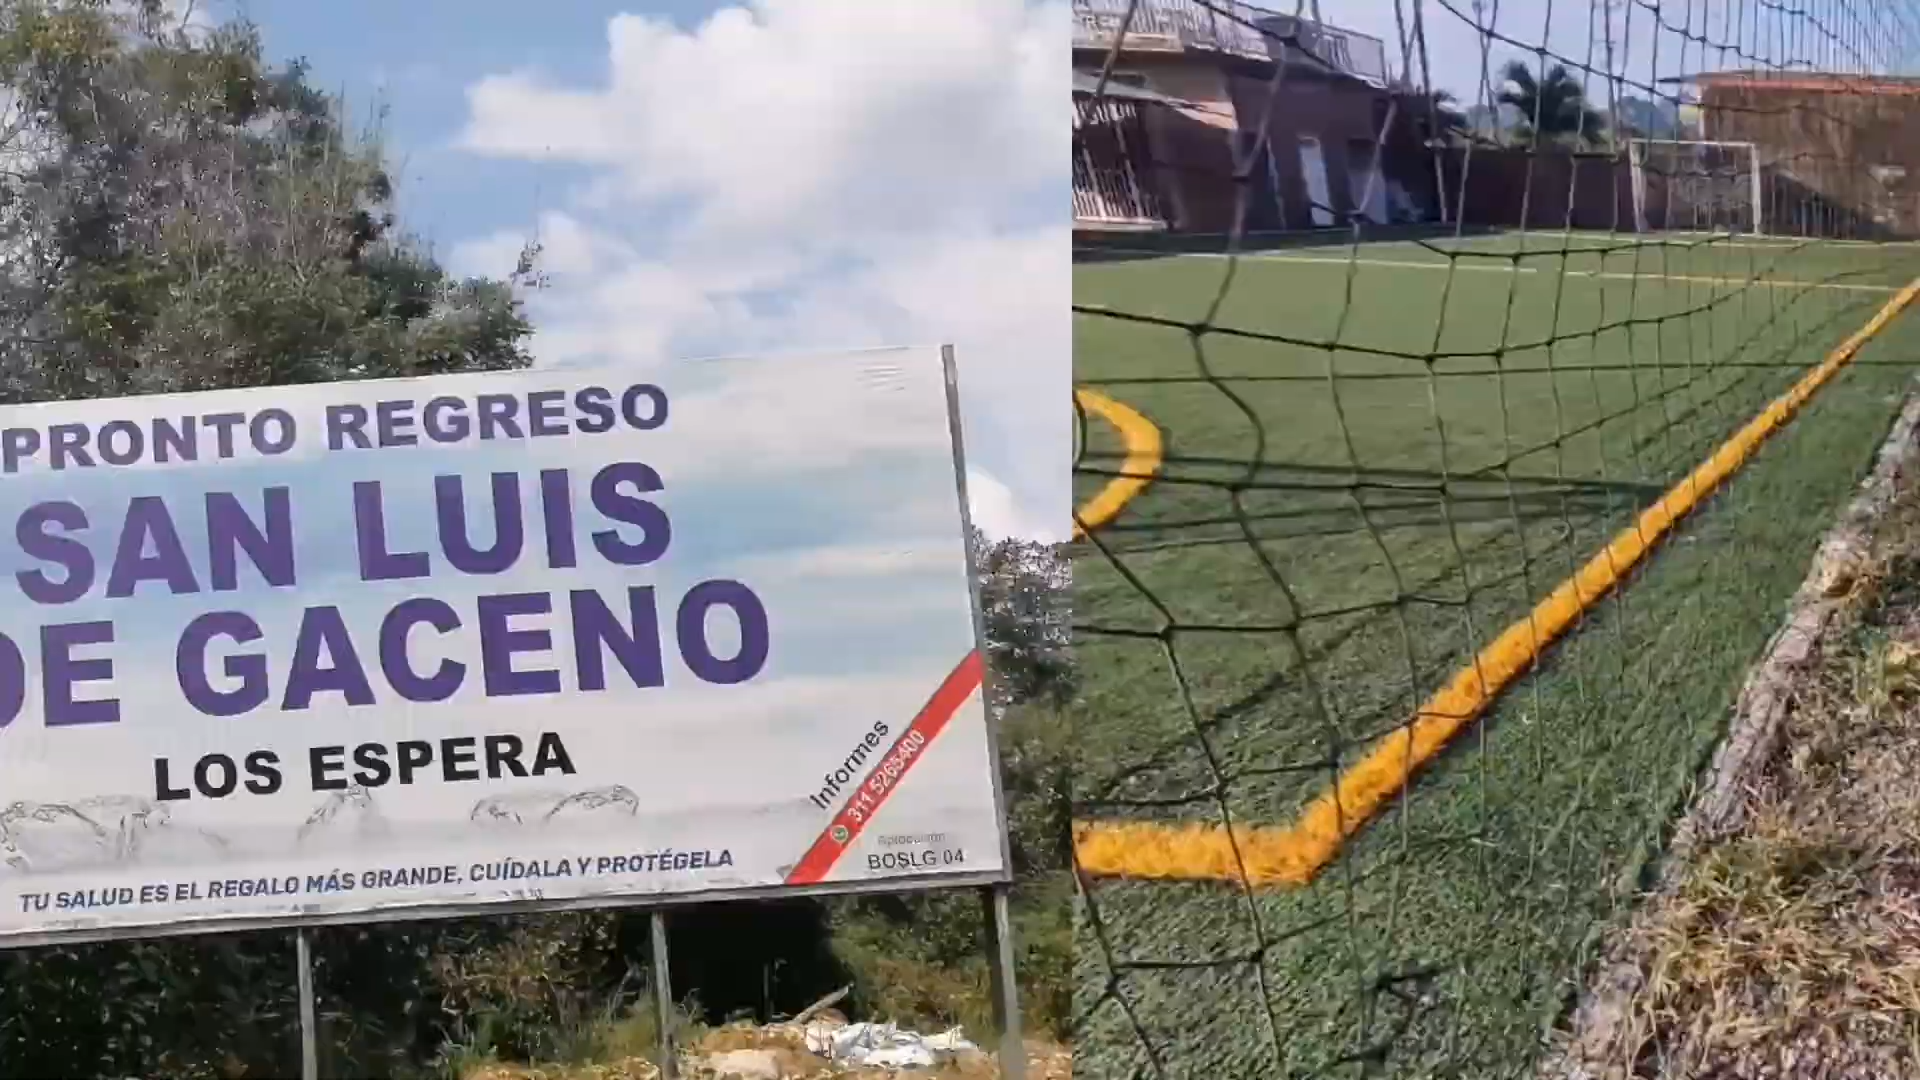 PRONTO REGRESO
SAN LUIS
DE GACENO
LOS ESPERA
Informes
311 5265400
BOSLG 04
TU SALUD ES EL REGALO MÁS GRANDE, CUÍDALA Y PROTÉGELA